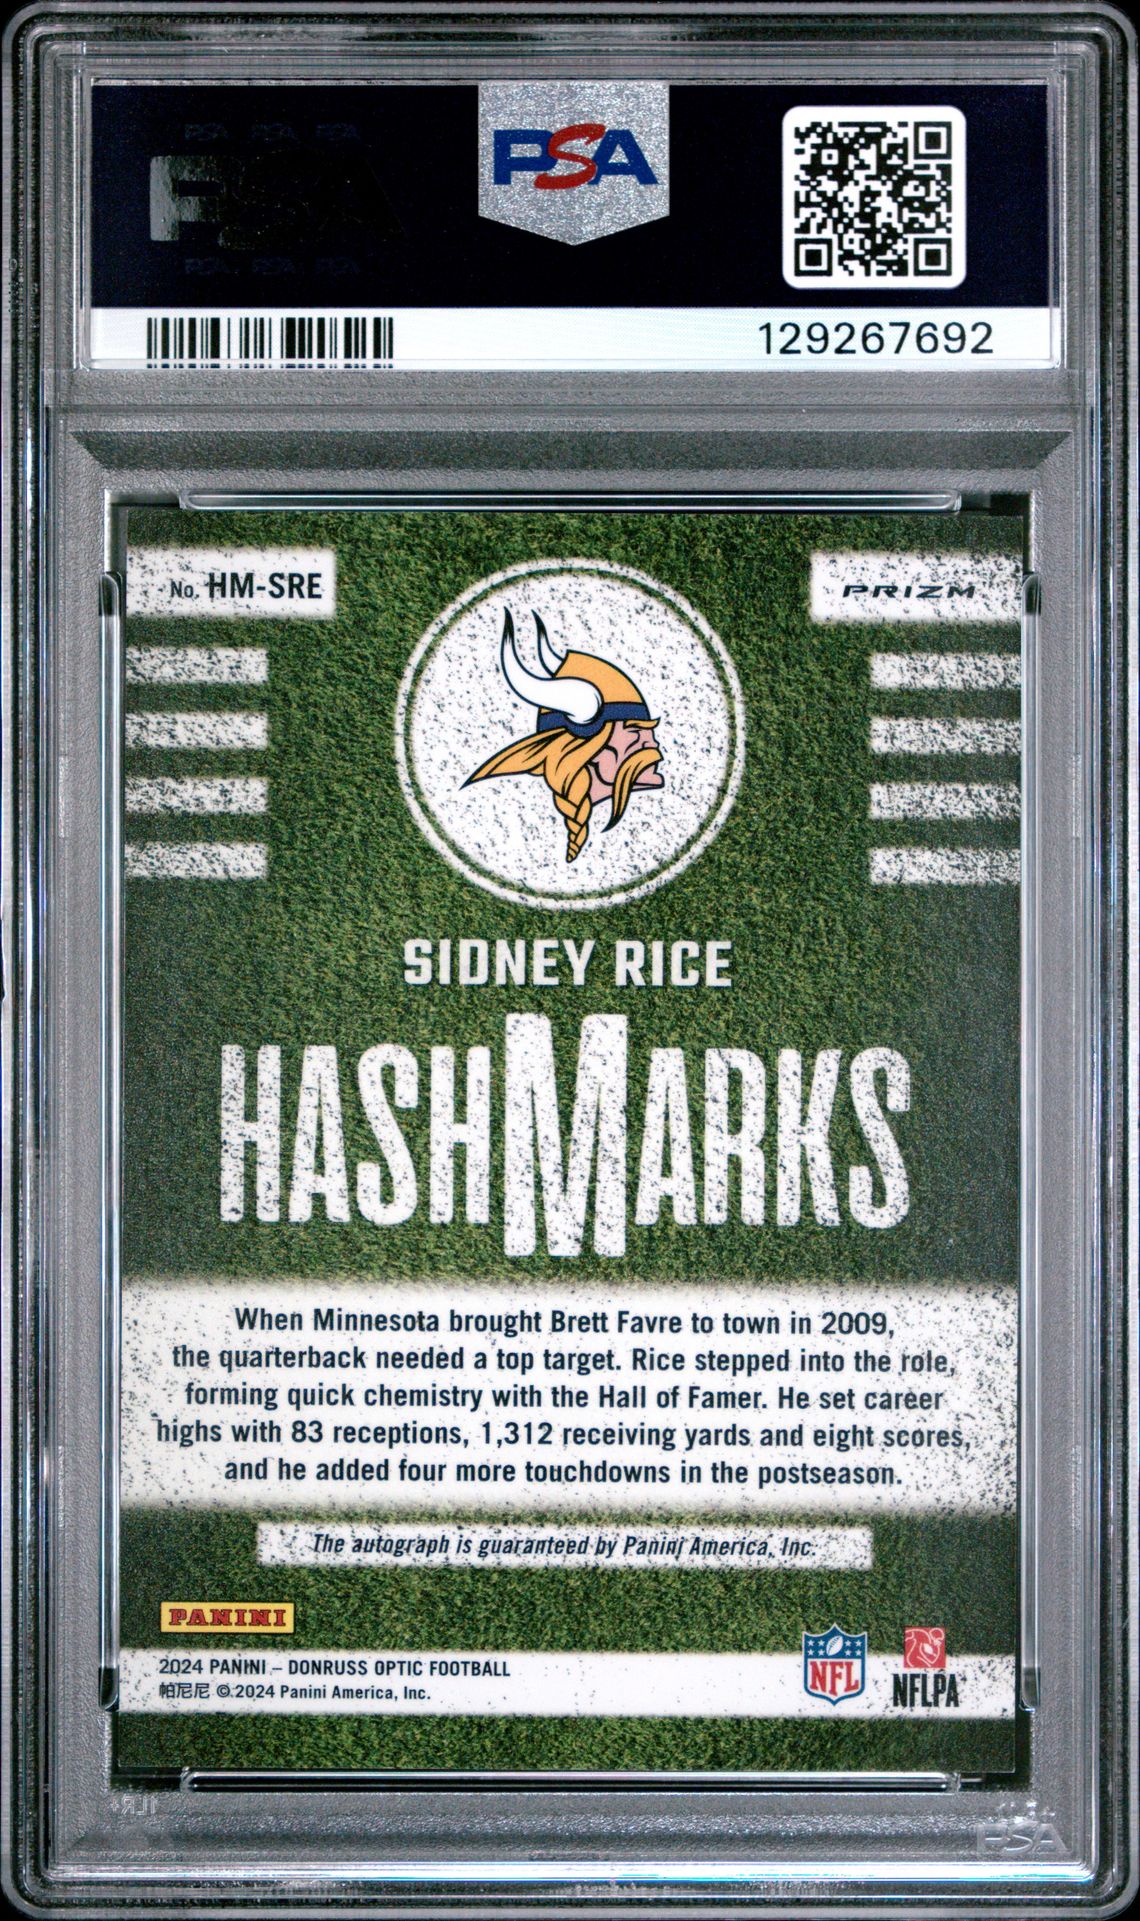 PSA
129267692
No. HM-SRE
PRIZM
SIDNEY RICE
HASHMARKS
When Minnesota brought Brett Favre to town in 2009,
the quarterback needed a top target. Rice stepped into the role,
forming quick chemistry with the Hall of Famer. He set career
highs with 83 receptions, 1,312 receiving yards and eight scores,
and he added four more touchdowns in the postseason.
The autograph is guaranteed by Panini America, Inc.
PANINI
2024 PANINI – DONRUSS OPTIC FOOTBALL
帕尼尼 © 2024 Panini America, Inc.
NFL
NFLPA
PSA